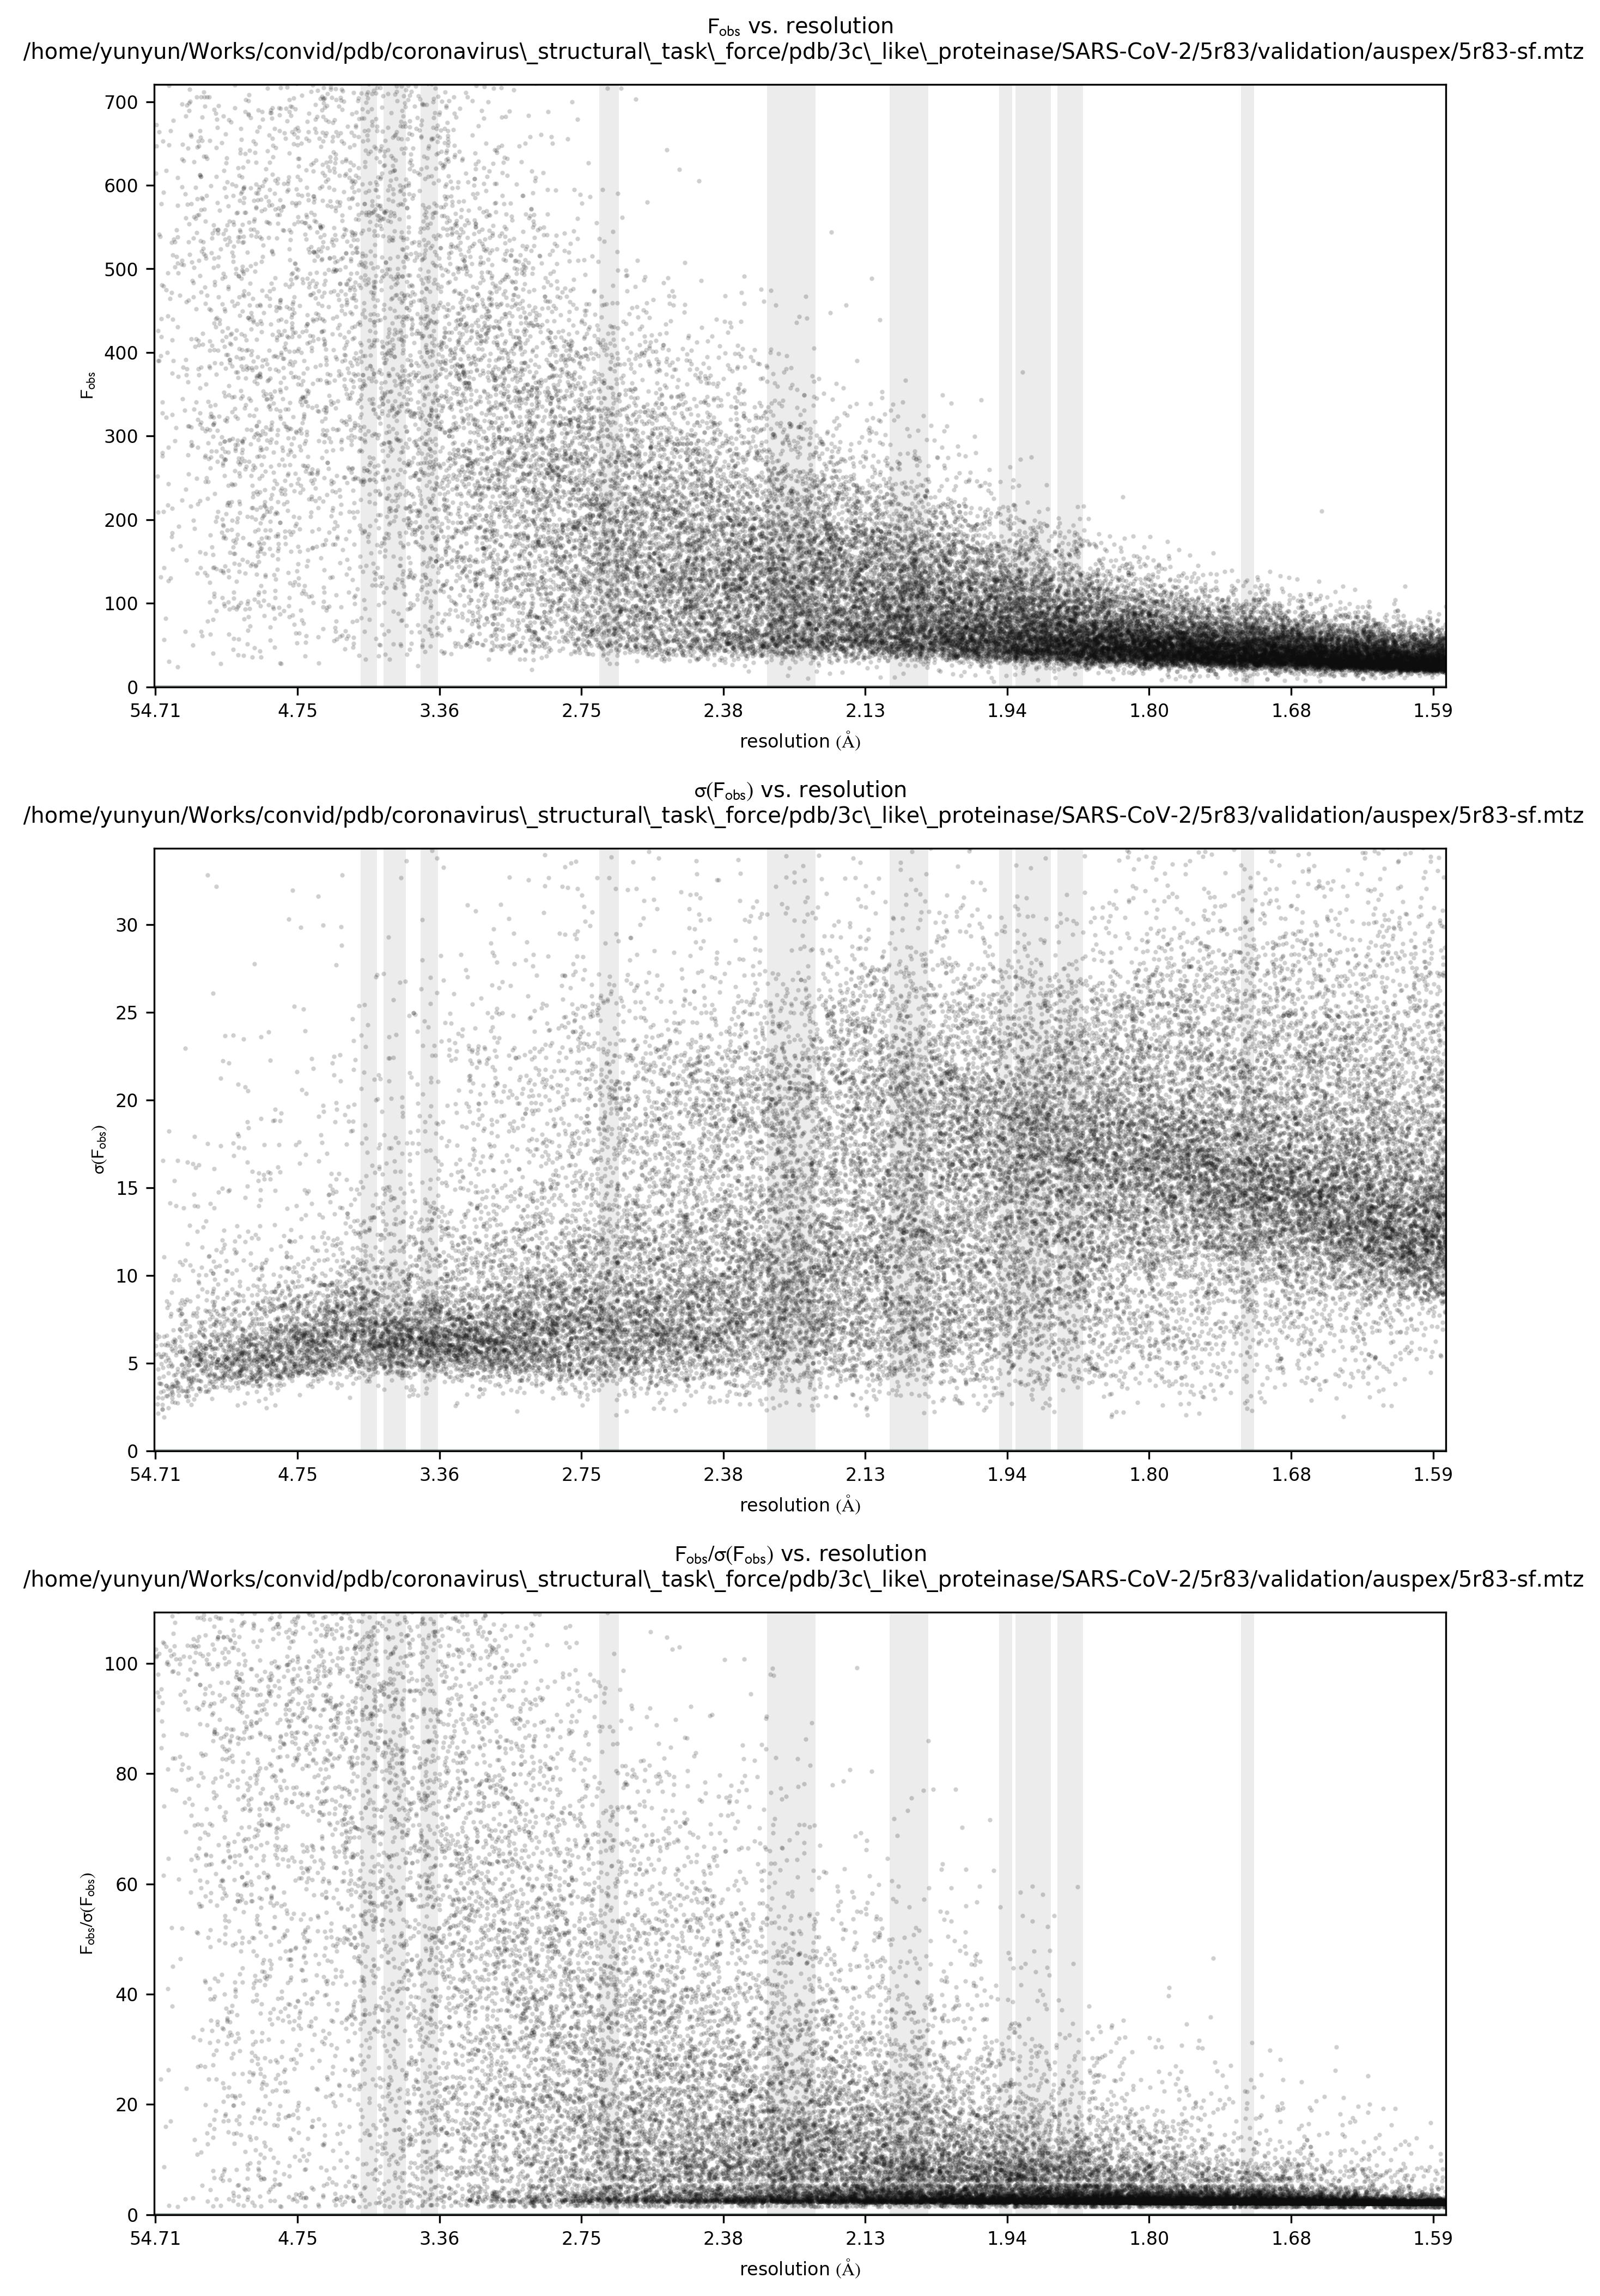 Fobs vs. resolution
/home/yunyun/Works/convid/pdb/coronavirus\_structural\_task\_force/pdb/3c\_like\_proteinase/SARS-CoV-2/5r83/validation/auspex/5r83-sf.mtz
700
600
500
400
300
200
100
0
Fobs
54.71 4.75 3.36 2.75 2.38 2.13 1.94 1.80 1.68 1.59
resolution (Å)
σ(Fobs) vs. resolution
/home/yunyun/Works/convid/pdb/coronavirus\_structural\_task\_force/pdb/3c\_like\_proteinase/SARS-CoV-2/5r83/validation/auspex/5r83-sf.mtz
30
25
20
15
10
5
0
σ(Fobs)
54.71 4.75 3.36 2.75 2.38 2.13 1.94 1.80 1.68 1.59
resolution (Å)
Fobs/σ(Fobs) vs. resolution
/home/yunyun/Works/convid/pdb/coronavirus\_structural\_task\_force/pdb/3c\_like\_proteinase/SARS-CoV-2/5r83/validation/auspex/5r83-sf.mtz
100
80
60
40
20
0
Fobs/σ(Fobs)
54.71 4.75 3.36 2.75 2.38 2.13 1.94 1.80 1.68 1.59
resolution (Å)